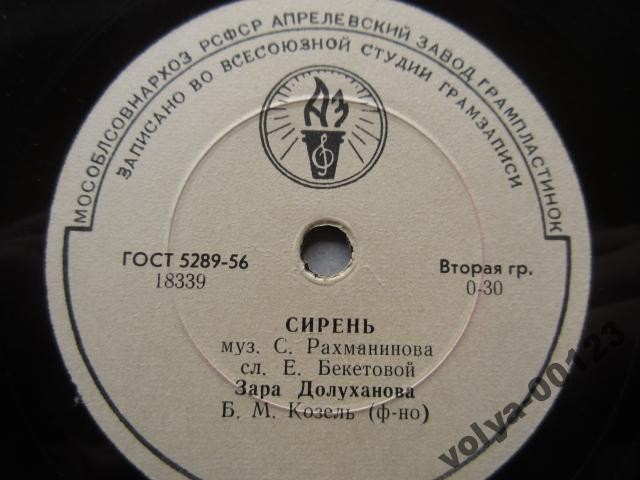 МОСОБЛСОВНАРХОЗ РСФСР АПРЕЛЕВСКИЙ ЗАВОД ГРАМПЛАСТИНОК
ЗАПИСАНО ВО ВСЕСОЮЗНОЙ СТУДИИ ГРАМЗАПИСИ
АЗ
ГОСТ 5289-56
18339
Вторая гр.
0-30
СИРЕНЬ
муз. С. Рахманинова
сл. Е. Бекетовой
Зара Долуханова
Б. М. Козель (ф-но)
volya-00123